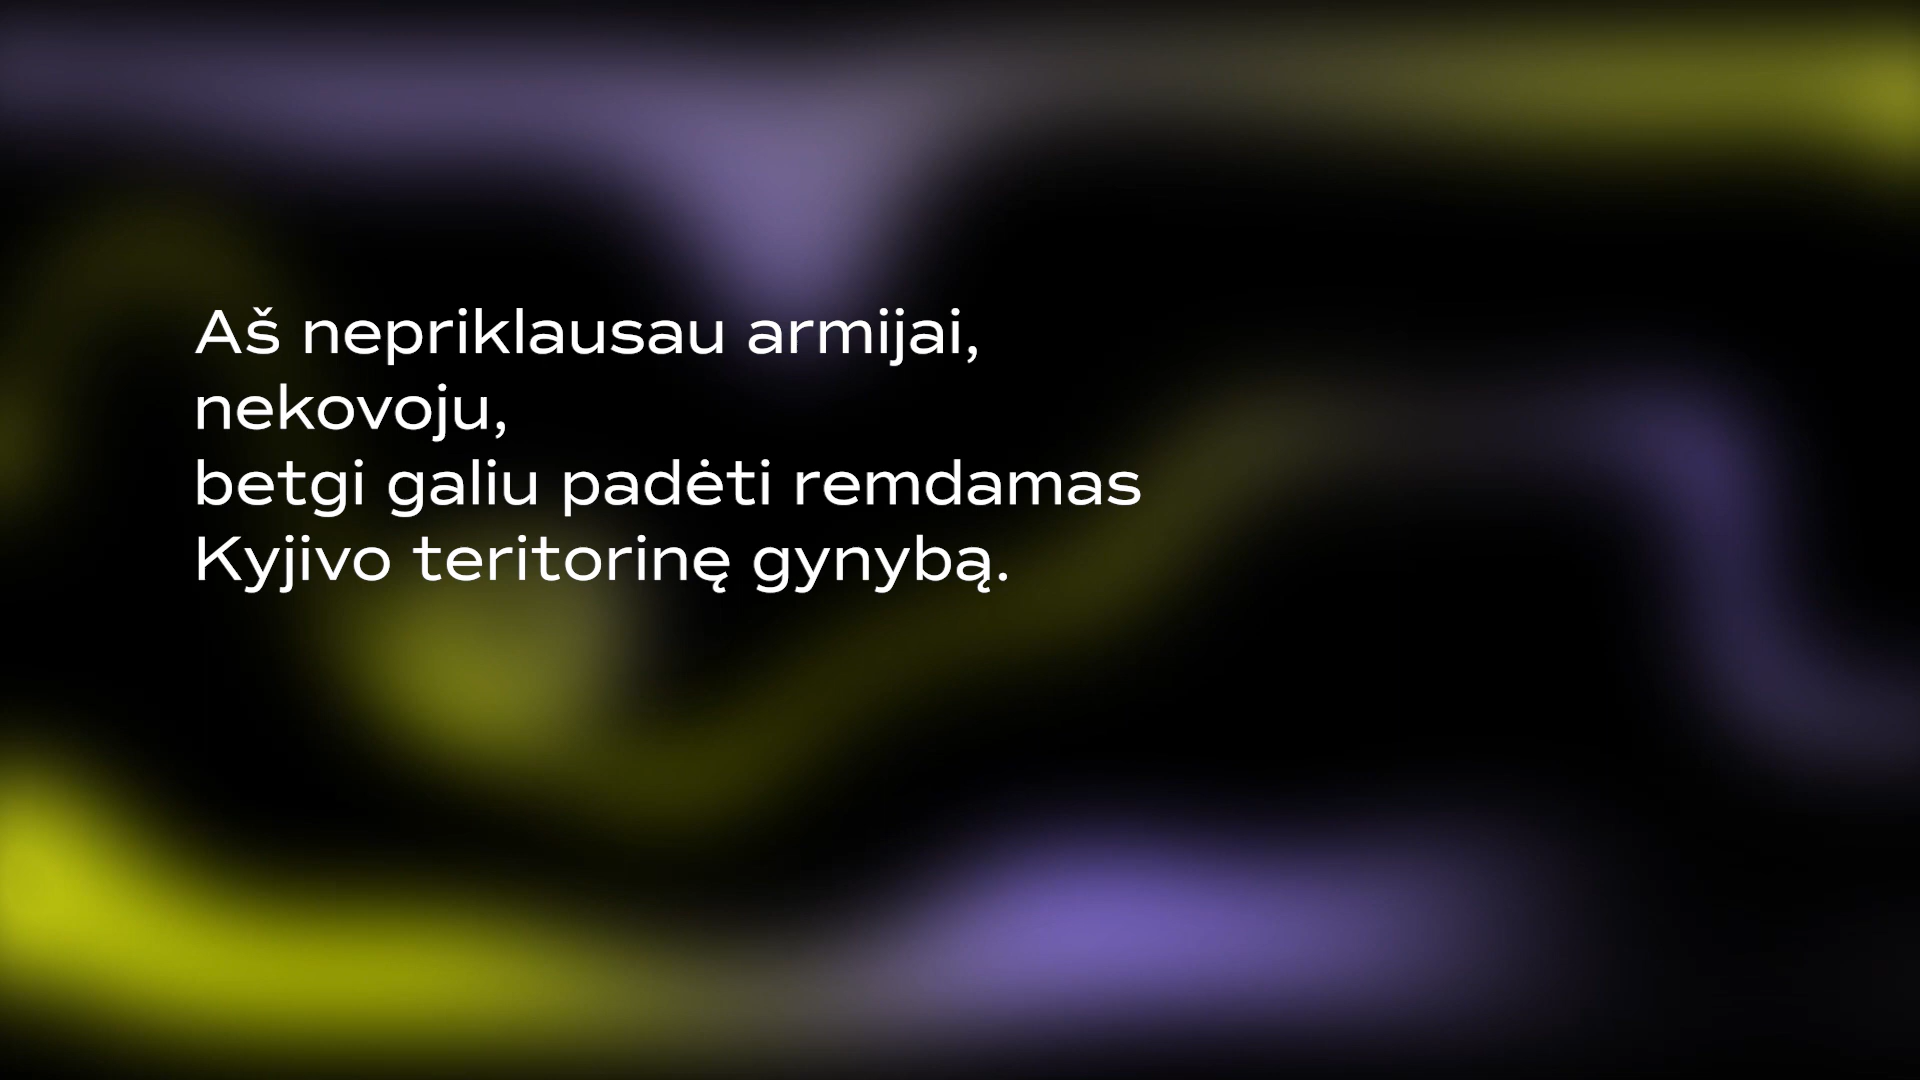 Aš nepriklausau armijai,
nekovoju,
betgi galiu padėti remdamas
Kyjivo teritorinę gynybą.